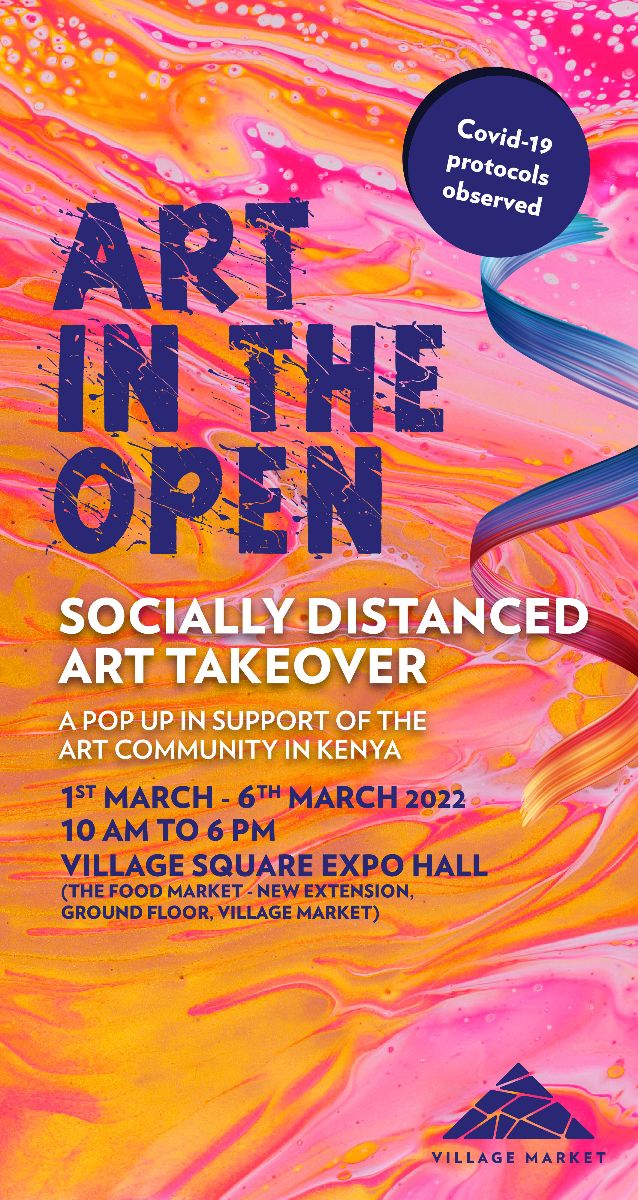 Covid-19
protocols
observed
ART
IN THE
OPEN
SOCIALLY DISTANCED
ART TAKEOVER
A POP UP IN SUPPORT OF THE
ART COMMUNITY IN KENYA
1ST MARCH - 6TH MARCH 2022
10 AM TO 6 PM
VILLAGE SQUARE EXPO HALL
(THE FOOD MARKET - NEW EXTENSION,
GROUND FLOOR, VILLAGE MARKET)
VILLAGE MARKET